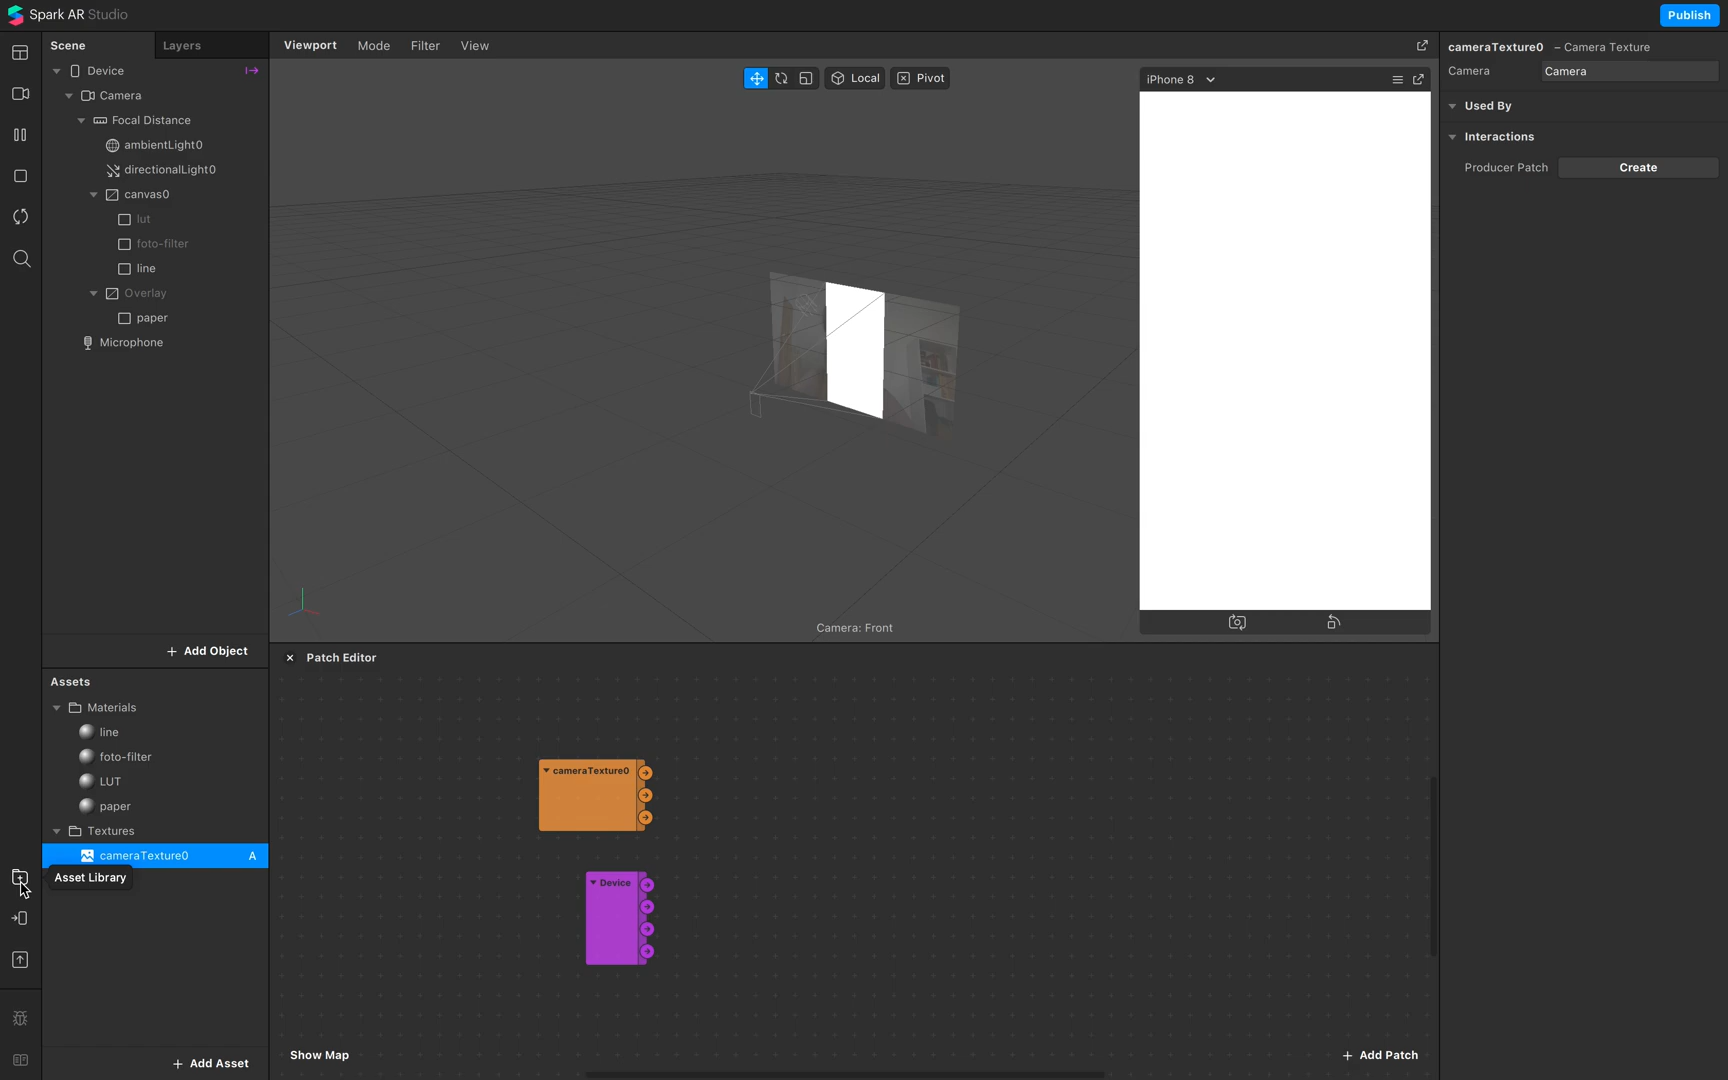 Spark AR Studio
Publish
Scene
Layers
Device
Camera
Focal Distance
ambientLight0
directionalLight0
canvas0
lut
foto-filter
line
Overlay
paper
Microphone
+ Add Object
Assets
Materials
line
foto-filter
LUT
paper
Textures
cameraTexture0 A
Asset Library
+ Add Asset
Viewport Mode Filter View
Local
Pivot
iPhone 8
Camera: Front
Patch Editor
cameraTexture0
Device
Show Map
+ Add Patch
cameraTexture0 – Camera Texture
Camera Camera
Used By
Interactions
Producer Patch Create